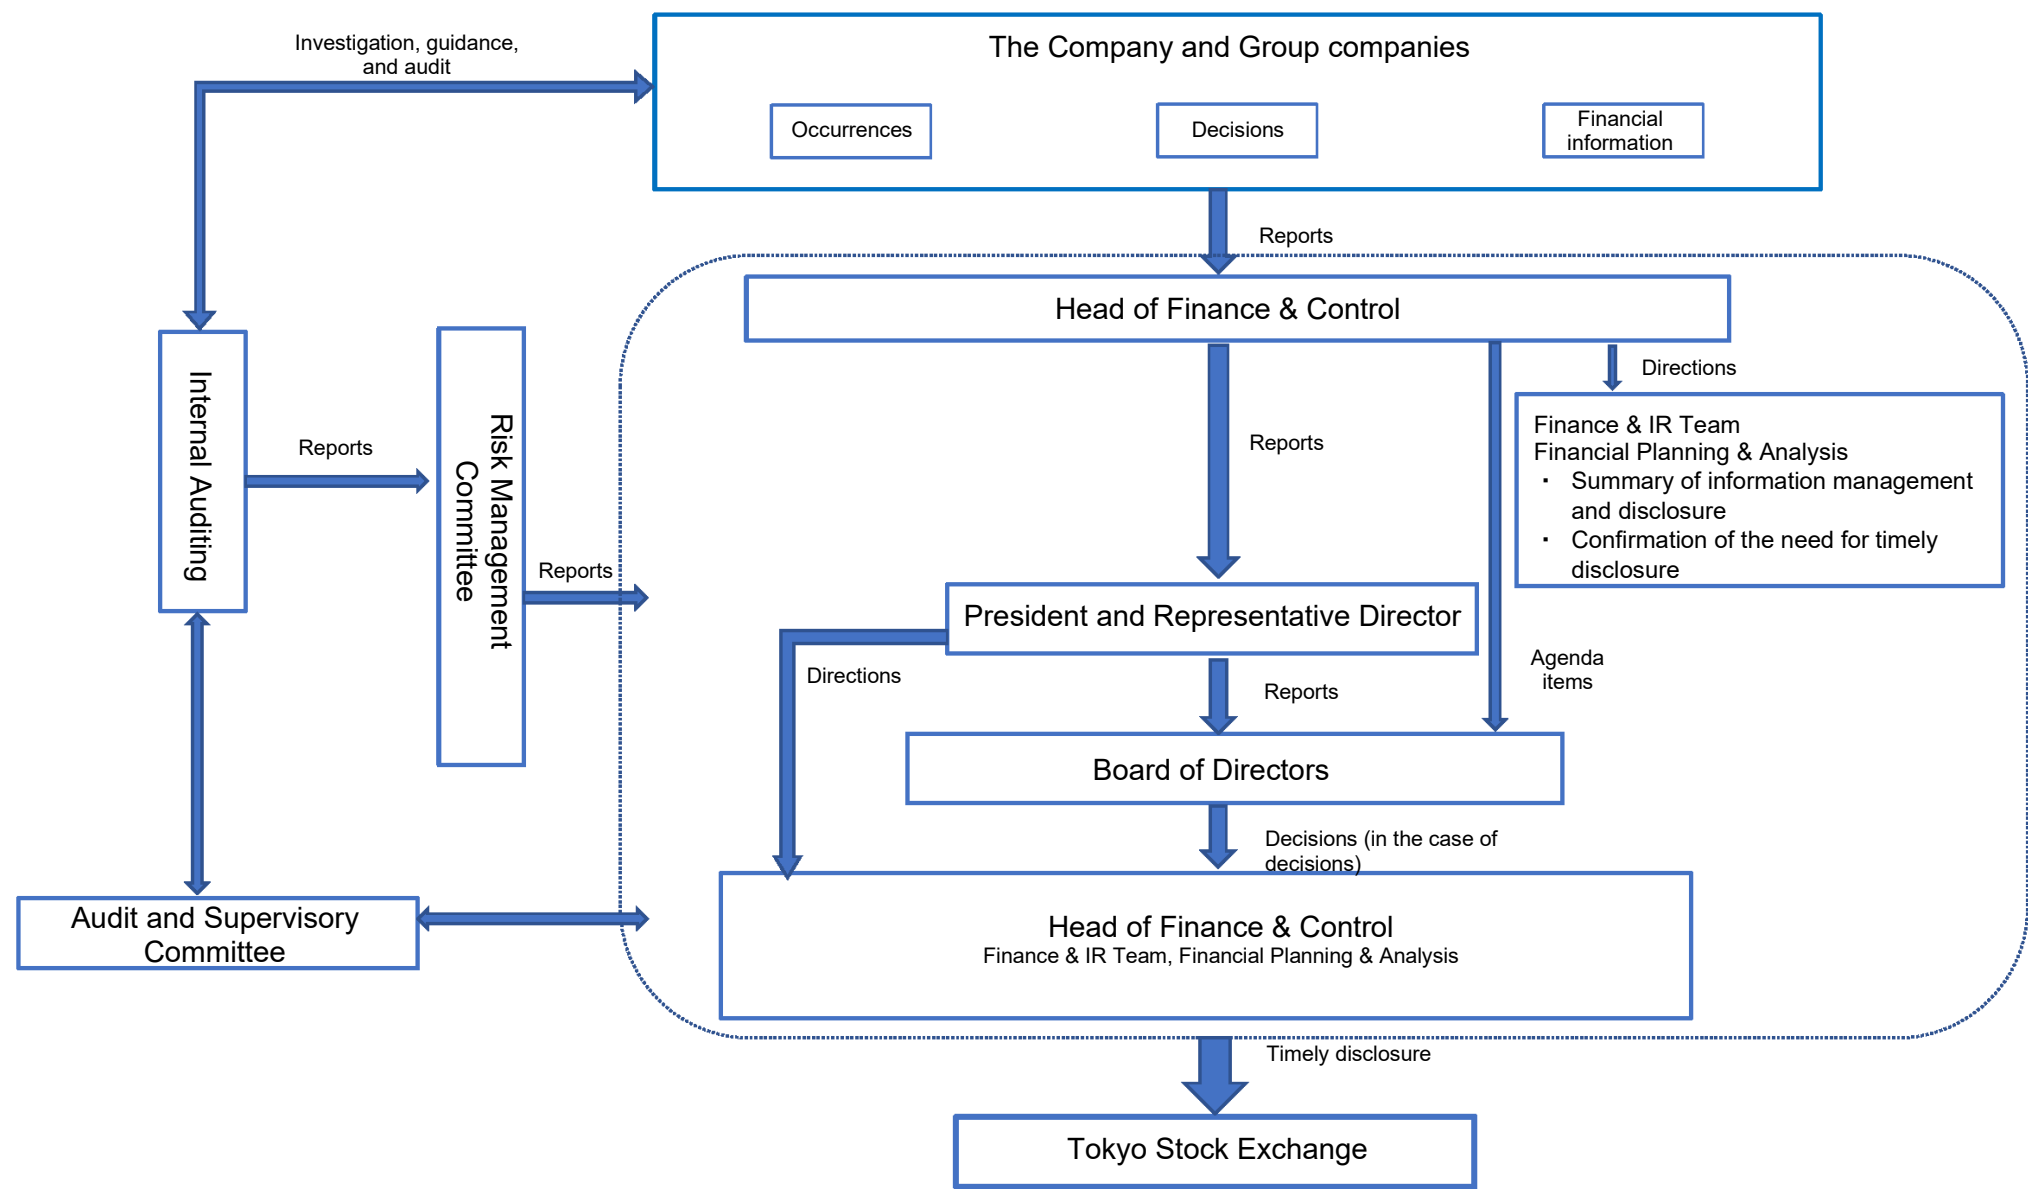 Investigation, guidance,
and audit
The Company and Group companies
Occurrences
Decisions
Financial
information
Reports
Head of Finance & Control
Directions
Finance & IR Team
Financial Planning & Analysis
・ Summary of information management
and disclosure
・ Confirmation of the need for timely
disclosure
Reports
Internal Auditing
Reports
Risk Management
Committee
Reports
President and Representative Director
Directions
Reports
Agenda
items
Board of Directors
Decisions (in the case of
decisions)
Audit and Supervisory
Committee
Head of Finance & Control
Finance & IR Team, Financial Planning & Analysis
Timely disclosure
Tokyo Stock Exchange